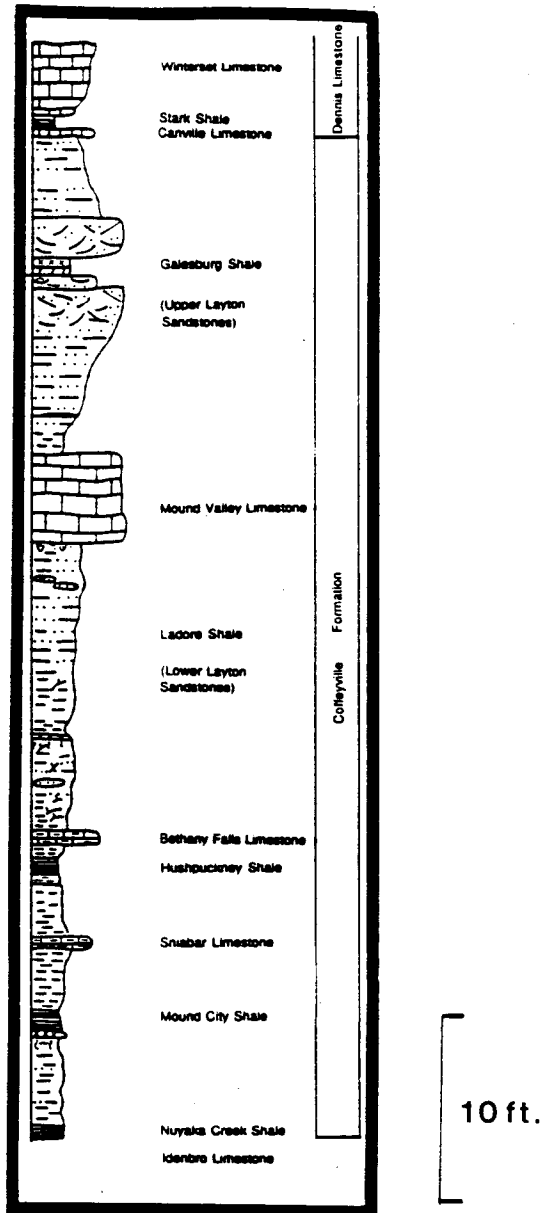 Winterset Limestone
Dennis Limestone
Stark Shale
Canville Limestone
Galesburg Shale
(Upper Layton
Sandstones)
Mound Valley Limestone
Ladore Shale
(Lower Layton
Sandstones)
Coffeyville Formation
Bethany Falls Limestone
Hushpuckney Shale
Sniabar Limestone
Mound City Shale
Nuyaka Creek Shale
Idenbro Limestone
10 ft.